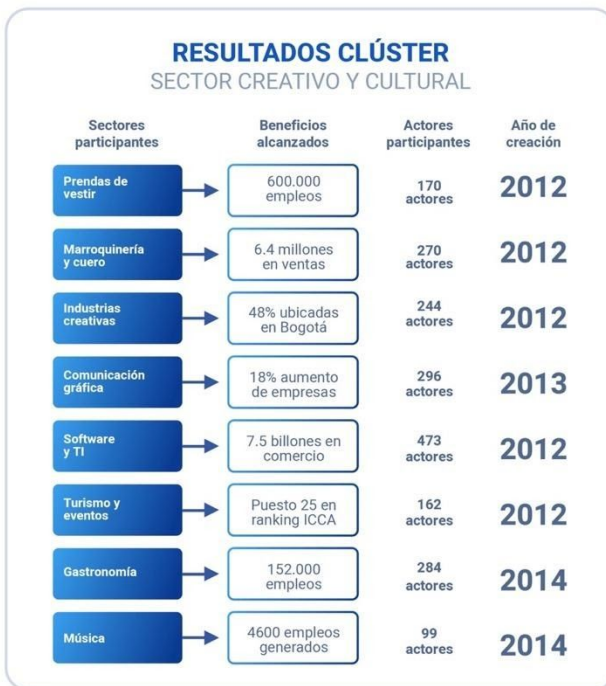 RESULTADOS CLÚSTER
SECTOR CREATIVO Y CULTURAL
Sectores
participantes
Beneficios
alcanzados
Actores
participantes
Año de
creación
Prendas de
vestir
600.000
empleos
170
actores
2012
Marroquinería
y cuero
6.4 millones
en ventas
270
actores
2012
Industrias
creativas
48% ubicadas
en Bogotá
244
actores
2012
Comunicación
gráfica
18% aumento
de empresas
296
actores
2013
Software
y TI
7.5 billones en
comercio
473
actores
2012
Turismo y
eventos
Puesto 25 en
ranking ICCA
162
actores
2012
Gastronomía
152.000
empleos
284
actores
2014
Música
4600 empleos
generados
99
actores
2014